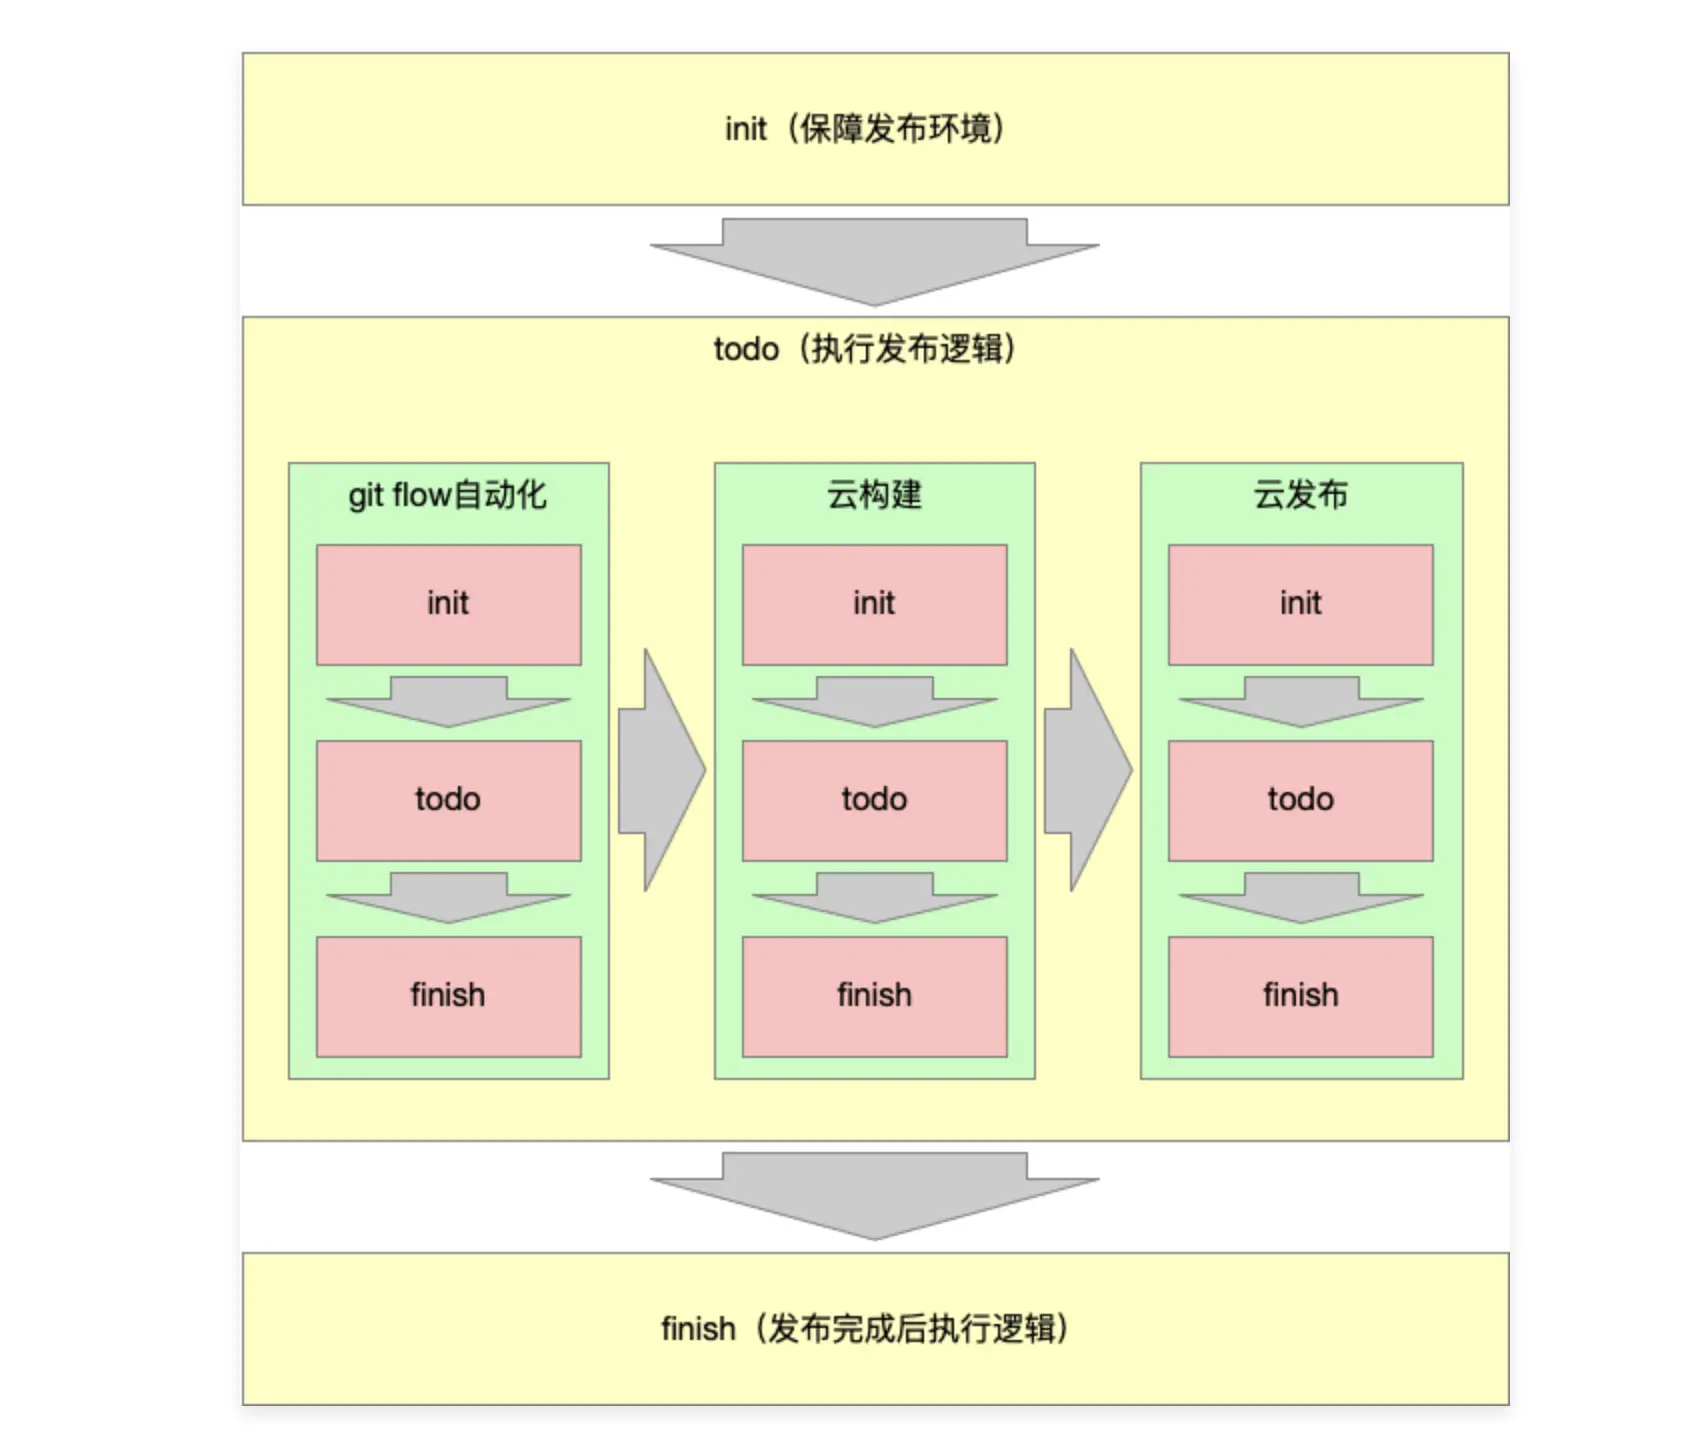 init（保障发布环境）
todo（执行发布逻辑）
git flow自动化
init
todo
finish
云构建
init
todo
finish
云发布
init
todo
finish
finish（发布完成后执行逻辑）